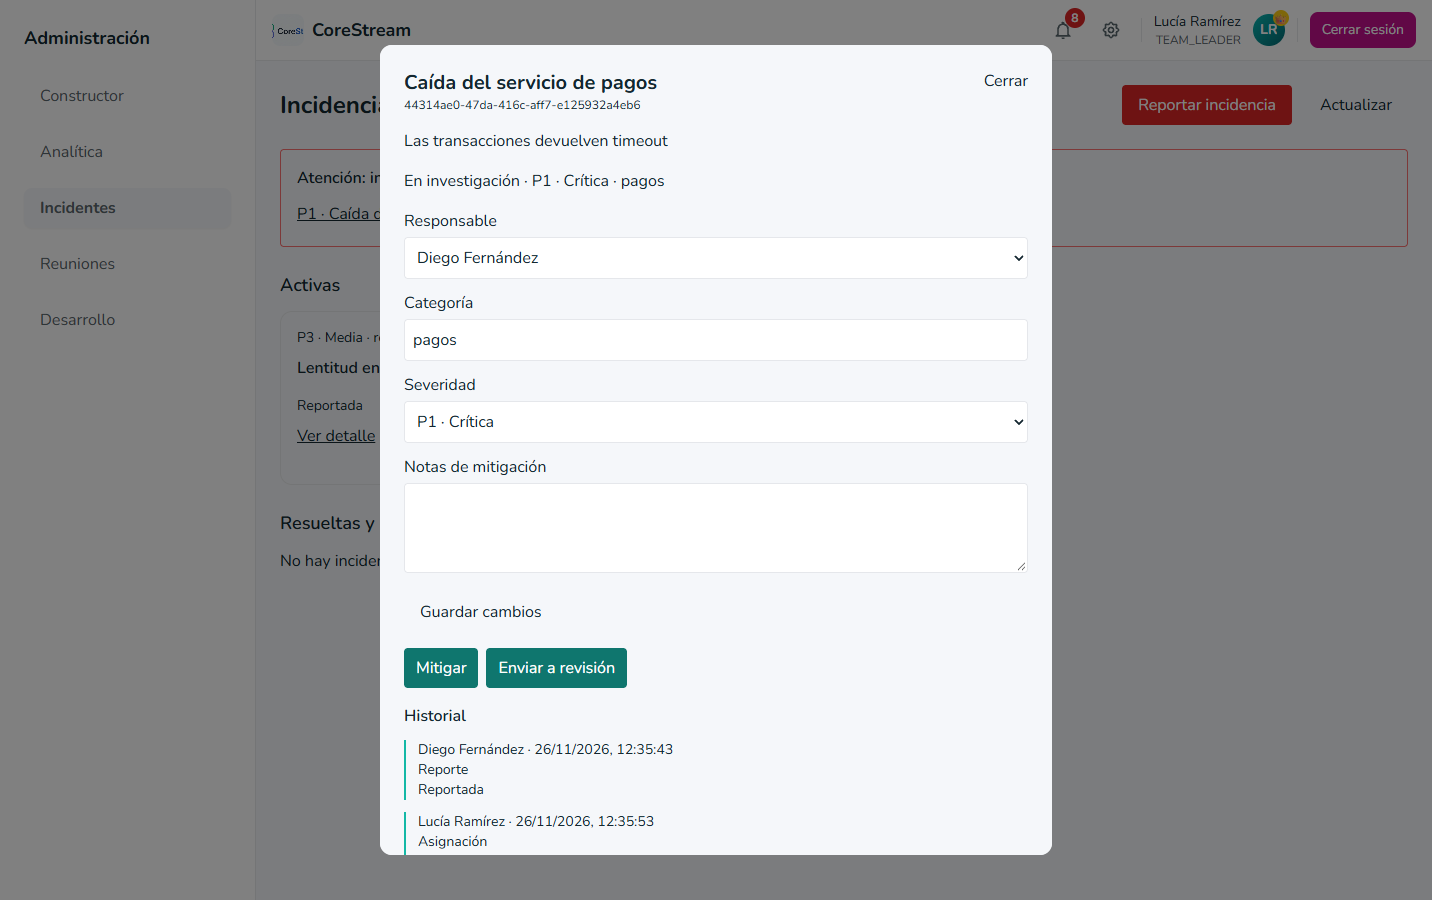 Administración
Constructor
Analítica
Incidentes
Reuniones
Desarrollo
CoreSt
CoreStream
8
Lucía Ramírez
TEAM_LEADER
LR
Cerrar sesión
Reportar incidencia
Actualizar
Atención:
P1 · Caída
Activas
P3 · Media ·
Lentitud en
Reportada
Ver detalle
Resueltas y
No hay
Caída del servicio de pagos
Cerrar
44314ae0-47da-416c-aff7-e125932a4eb6
Las transacciones devuelven timeout
En investigación · P1 · Crítica · pagos
Responsable
Diego Fernández
Categoría
pagos
Severidad
P1 · Crítica
Notas de mitigación
Guardar cambios
Mitigar
Enviar a revisión
Historial
Diego Fernández · 26/11/2026, 12:35:43
Reporte
Reportada
Lucía Ramírez · 26/11/2026, 12:35:53
Asignación